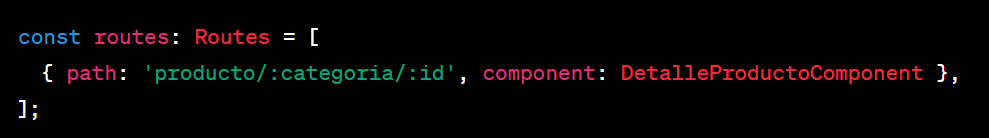 const routes: Routes = [
  { path: 'producto/:categoria/:id', component: DetalleProductoComponent },
];